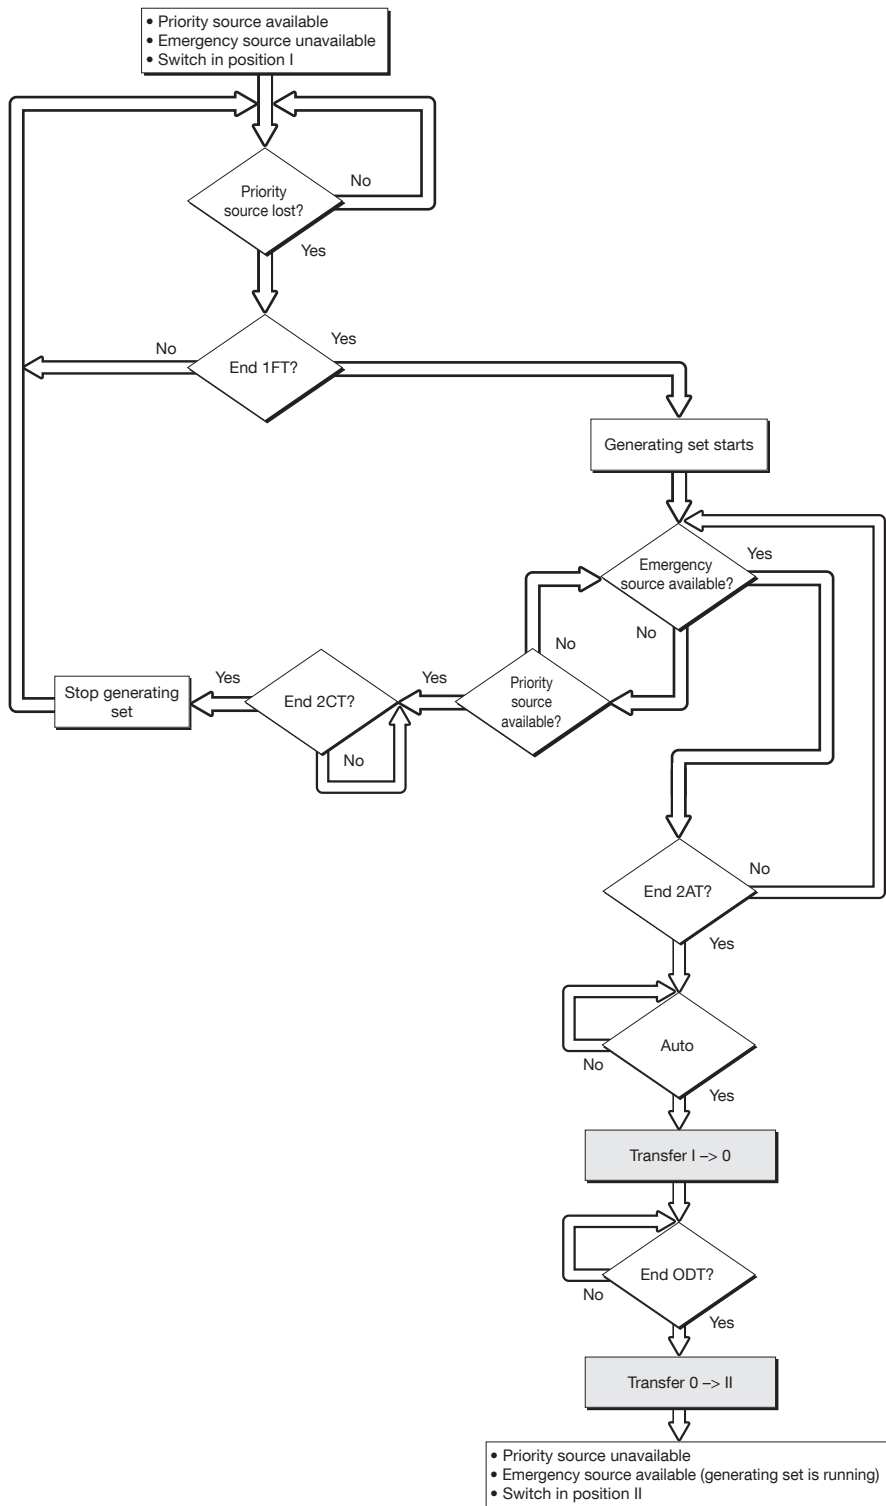 • Priority source available
• Emergency source unavailable
• Switch in position I
Priority
source lost?
No
Yes
End 1FT?
No
Yes
Generating set starts
Emergency
source available?
Yes
No
Priority
source
available?
No
Yes
End 2CT?
Yes
No
Stop generating
set
End 2AT?
No
Yes
Auto
No
Yes
Transfer I –> 0
End ODT?
No
Yes
Transfer 0 –> II
• Priority source unavailable
• Emergency source available (generating set is running)
• Switch in position II